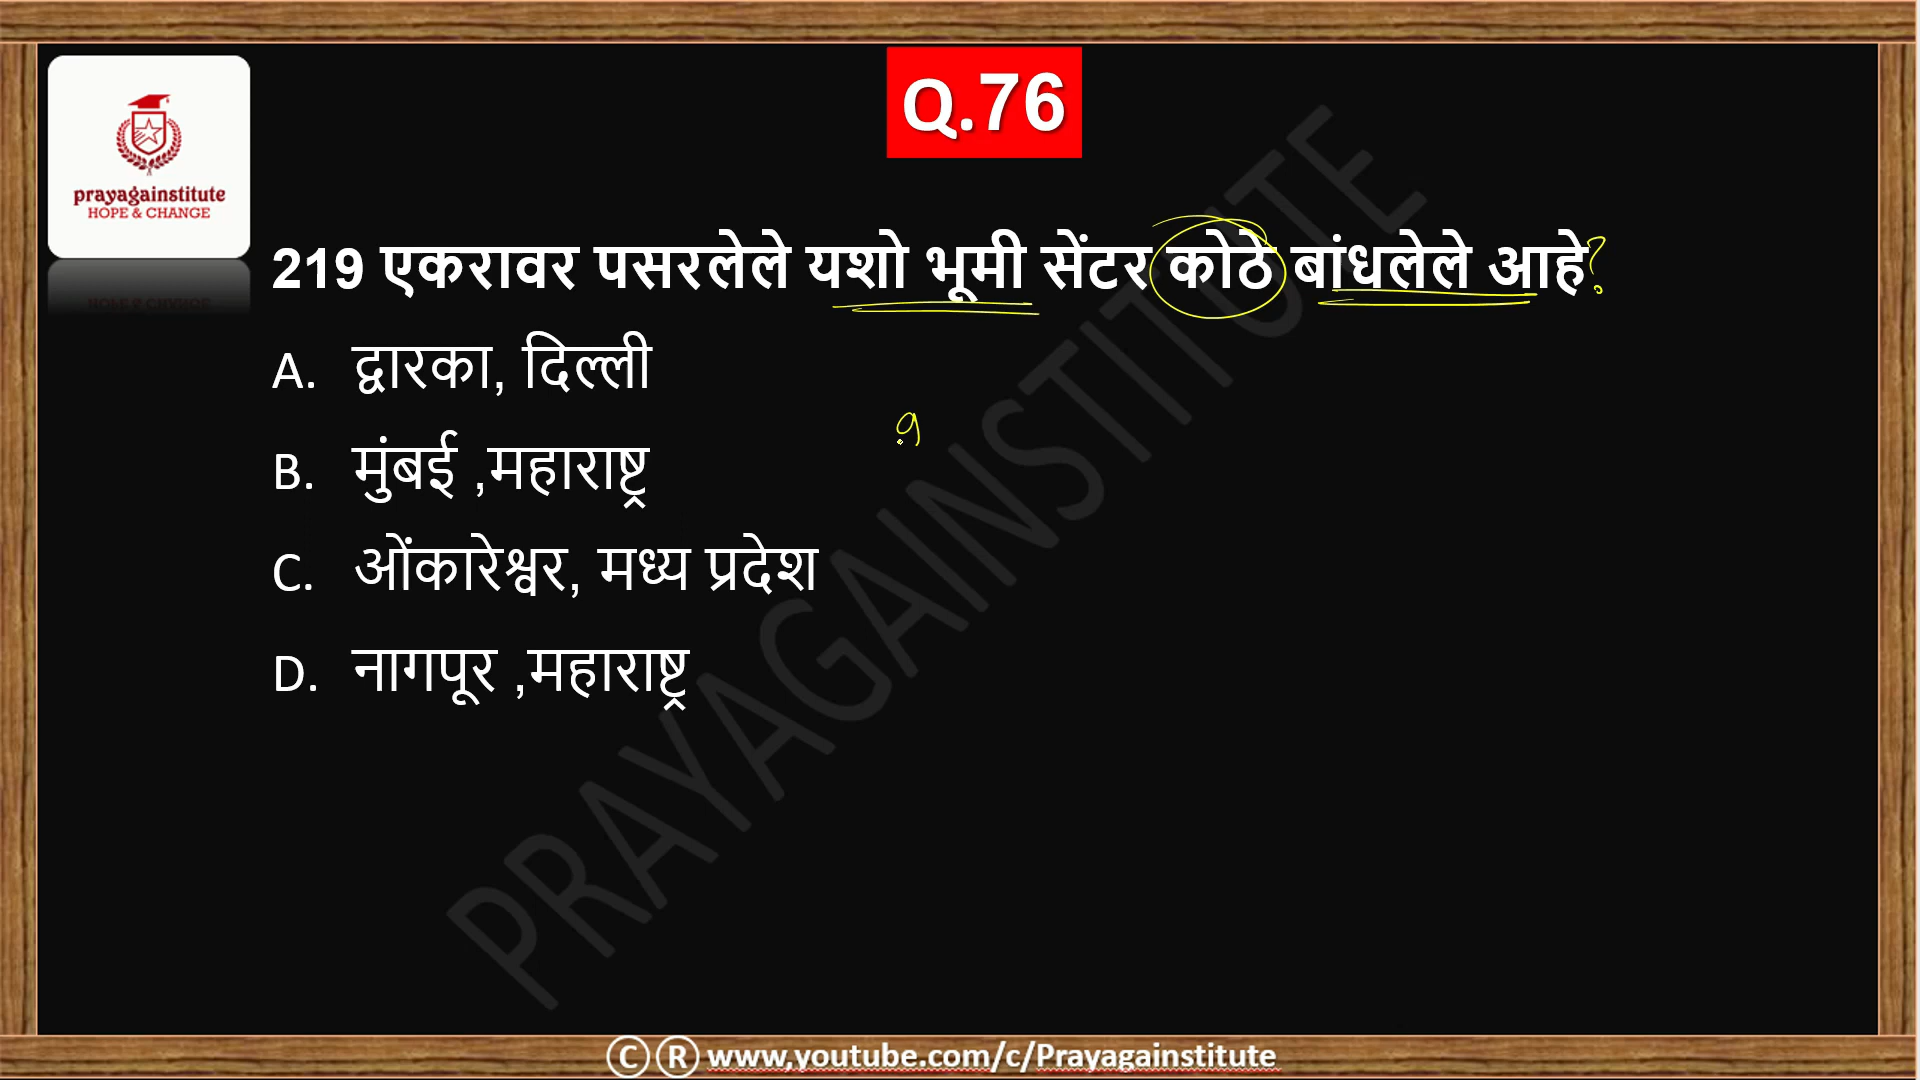 Q.76
prayagainstitute
HOPE & CHANGE
219 एकरावर पसरलेले यशो भूमी सेंटर कोठे बांधलेले आहे?
A. द्वारका, दिल्ली
B. मुंबई ,महाराष्ट्र
C. ओंकारेश्वर, मध्य प्रदेश
D. नागपूर ,महाराष्ट्र
PRAYAGAINSTITUTE
© ® www.youtube.com/c/Prayagainstitute